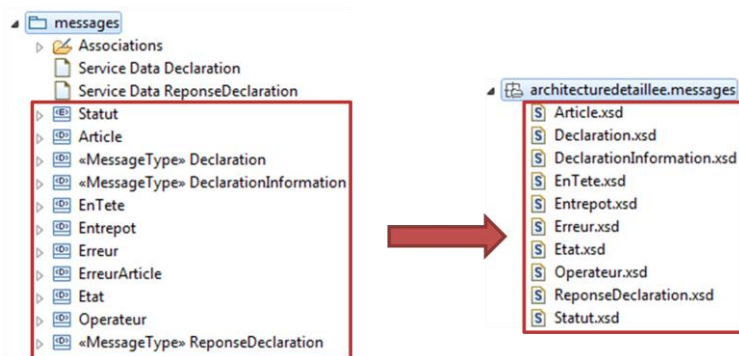 messages
Associations
Service Data Declaration
Service Data ReponseDeclaration
Statut
Article
«MessageType» Declaration
«MessageType» DeclarationInformation
EnTete
Entrepot
Erreur
ErreurArticle
Etat
Operateur
«MessageType» ReponseDeclaration
architecturedetaillee.messages
Article.xsd
Declaration.xsd
DeclarationInformation.xsd
EnTete.xsd
Entrepot.xsd
Erreur.xsd
Etat.xsd
Operateur.xsd
ReponseDeclaration.xsd
Statut.xsd